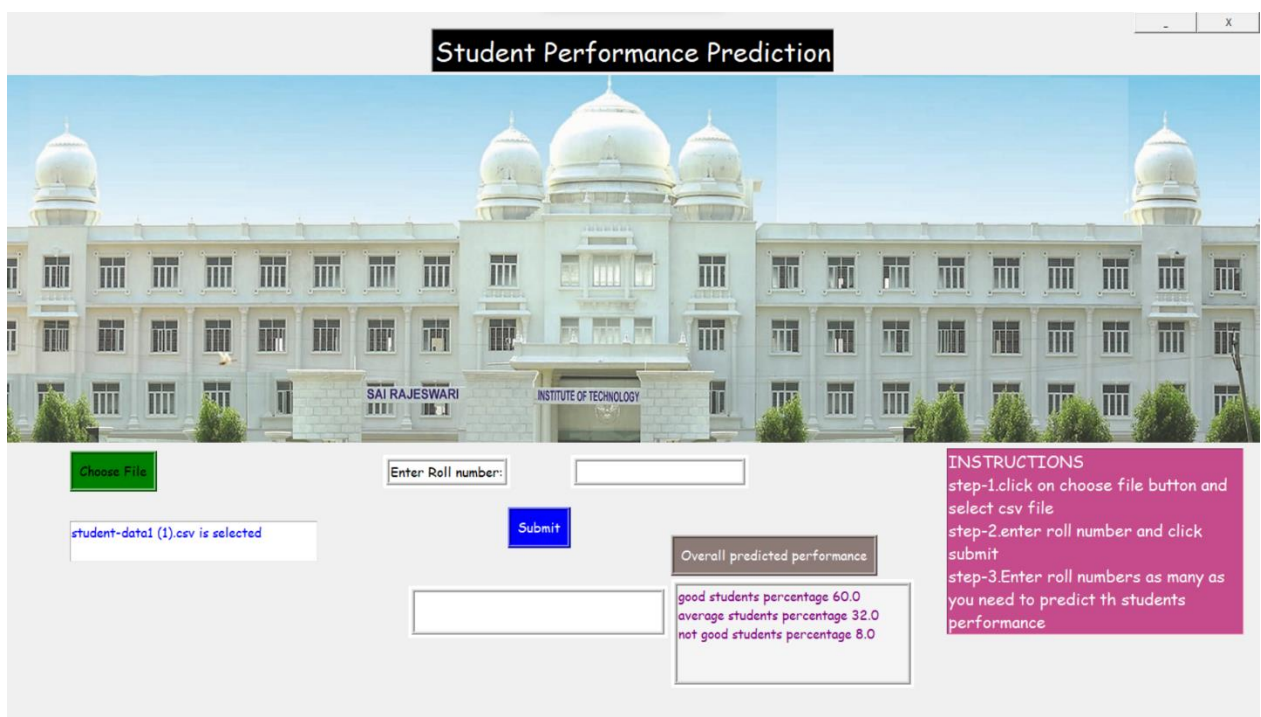 _ X
Student Performance Prediction
SAI RAJESWARI INSTITUTE OF TECHNOLOGY
Choose File
Enter Roll number:
student-data1 (1).csv is selected
Submit
Overall predicted performance
good students percentage 60.0
average students percentage 32.0
not good students percentage 8.0
INSTRUCTIONS
step-1.click on choose file button and
select csv file
step-2.enter roll number and click
submit
step-3.Enter roll numbers as many as
you need to predict th students
performance